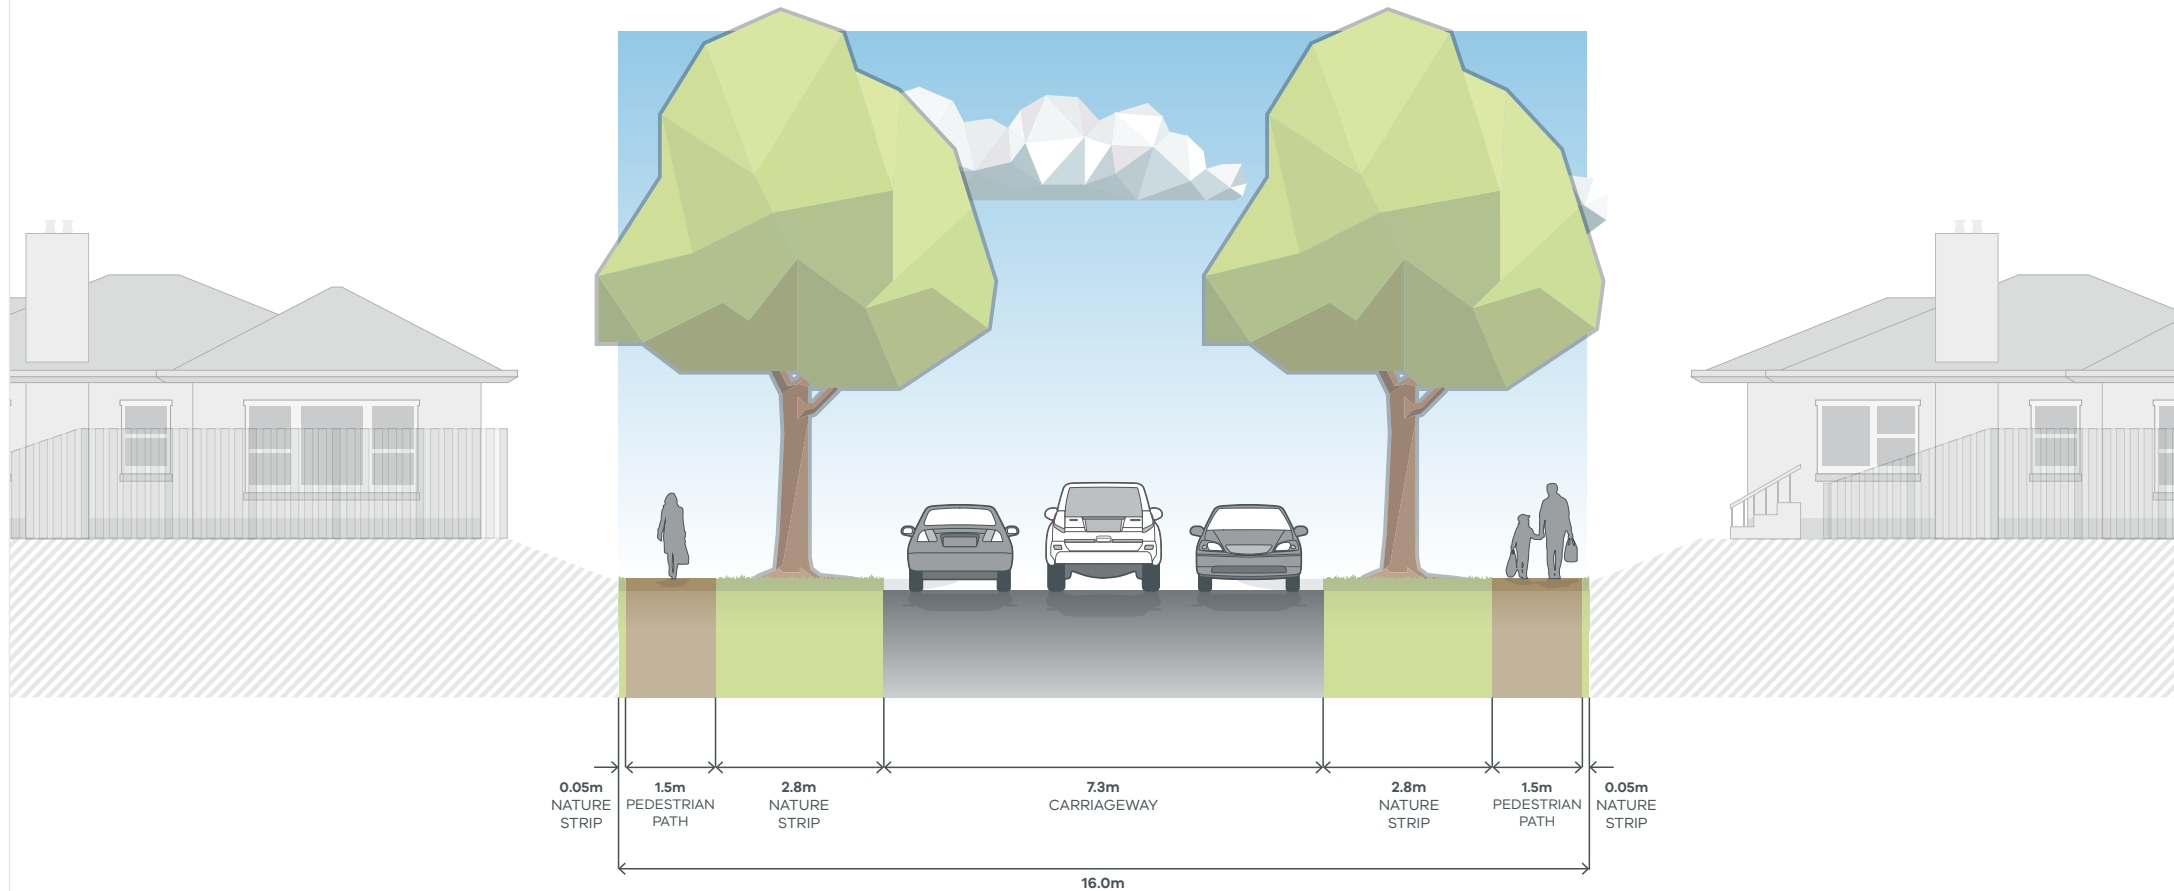 0.05m
NATURE
STRIP
1.5m
PEDESTRIAN
PATH
2.8m
NATURE
STRIP
7.3m
CARRIAGEWAY
2.8m
NATURE
STRIP
1.5m
PEDESTRIAN
PATH
0.05m
NATURE
STRIP
16.0m